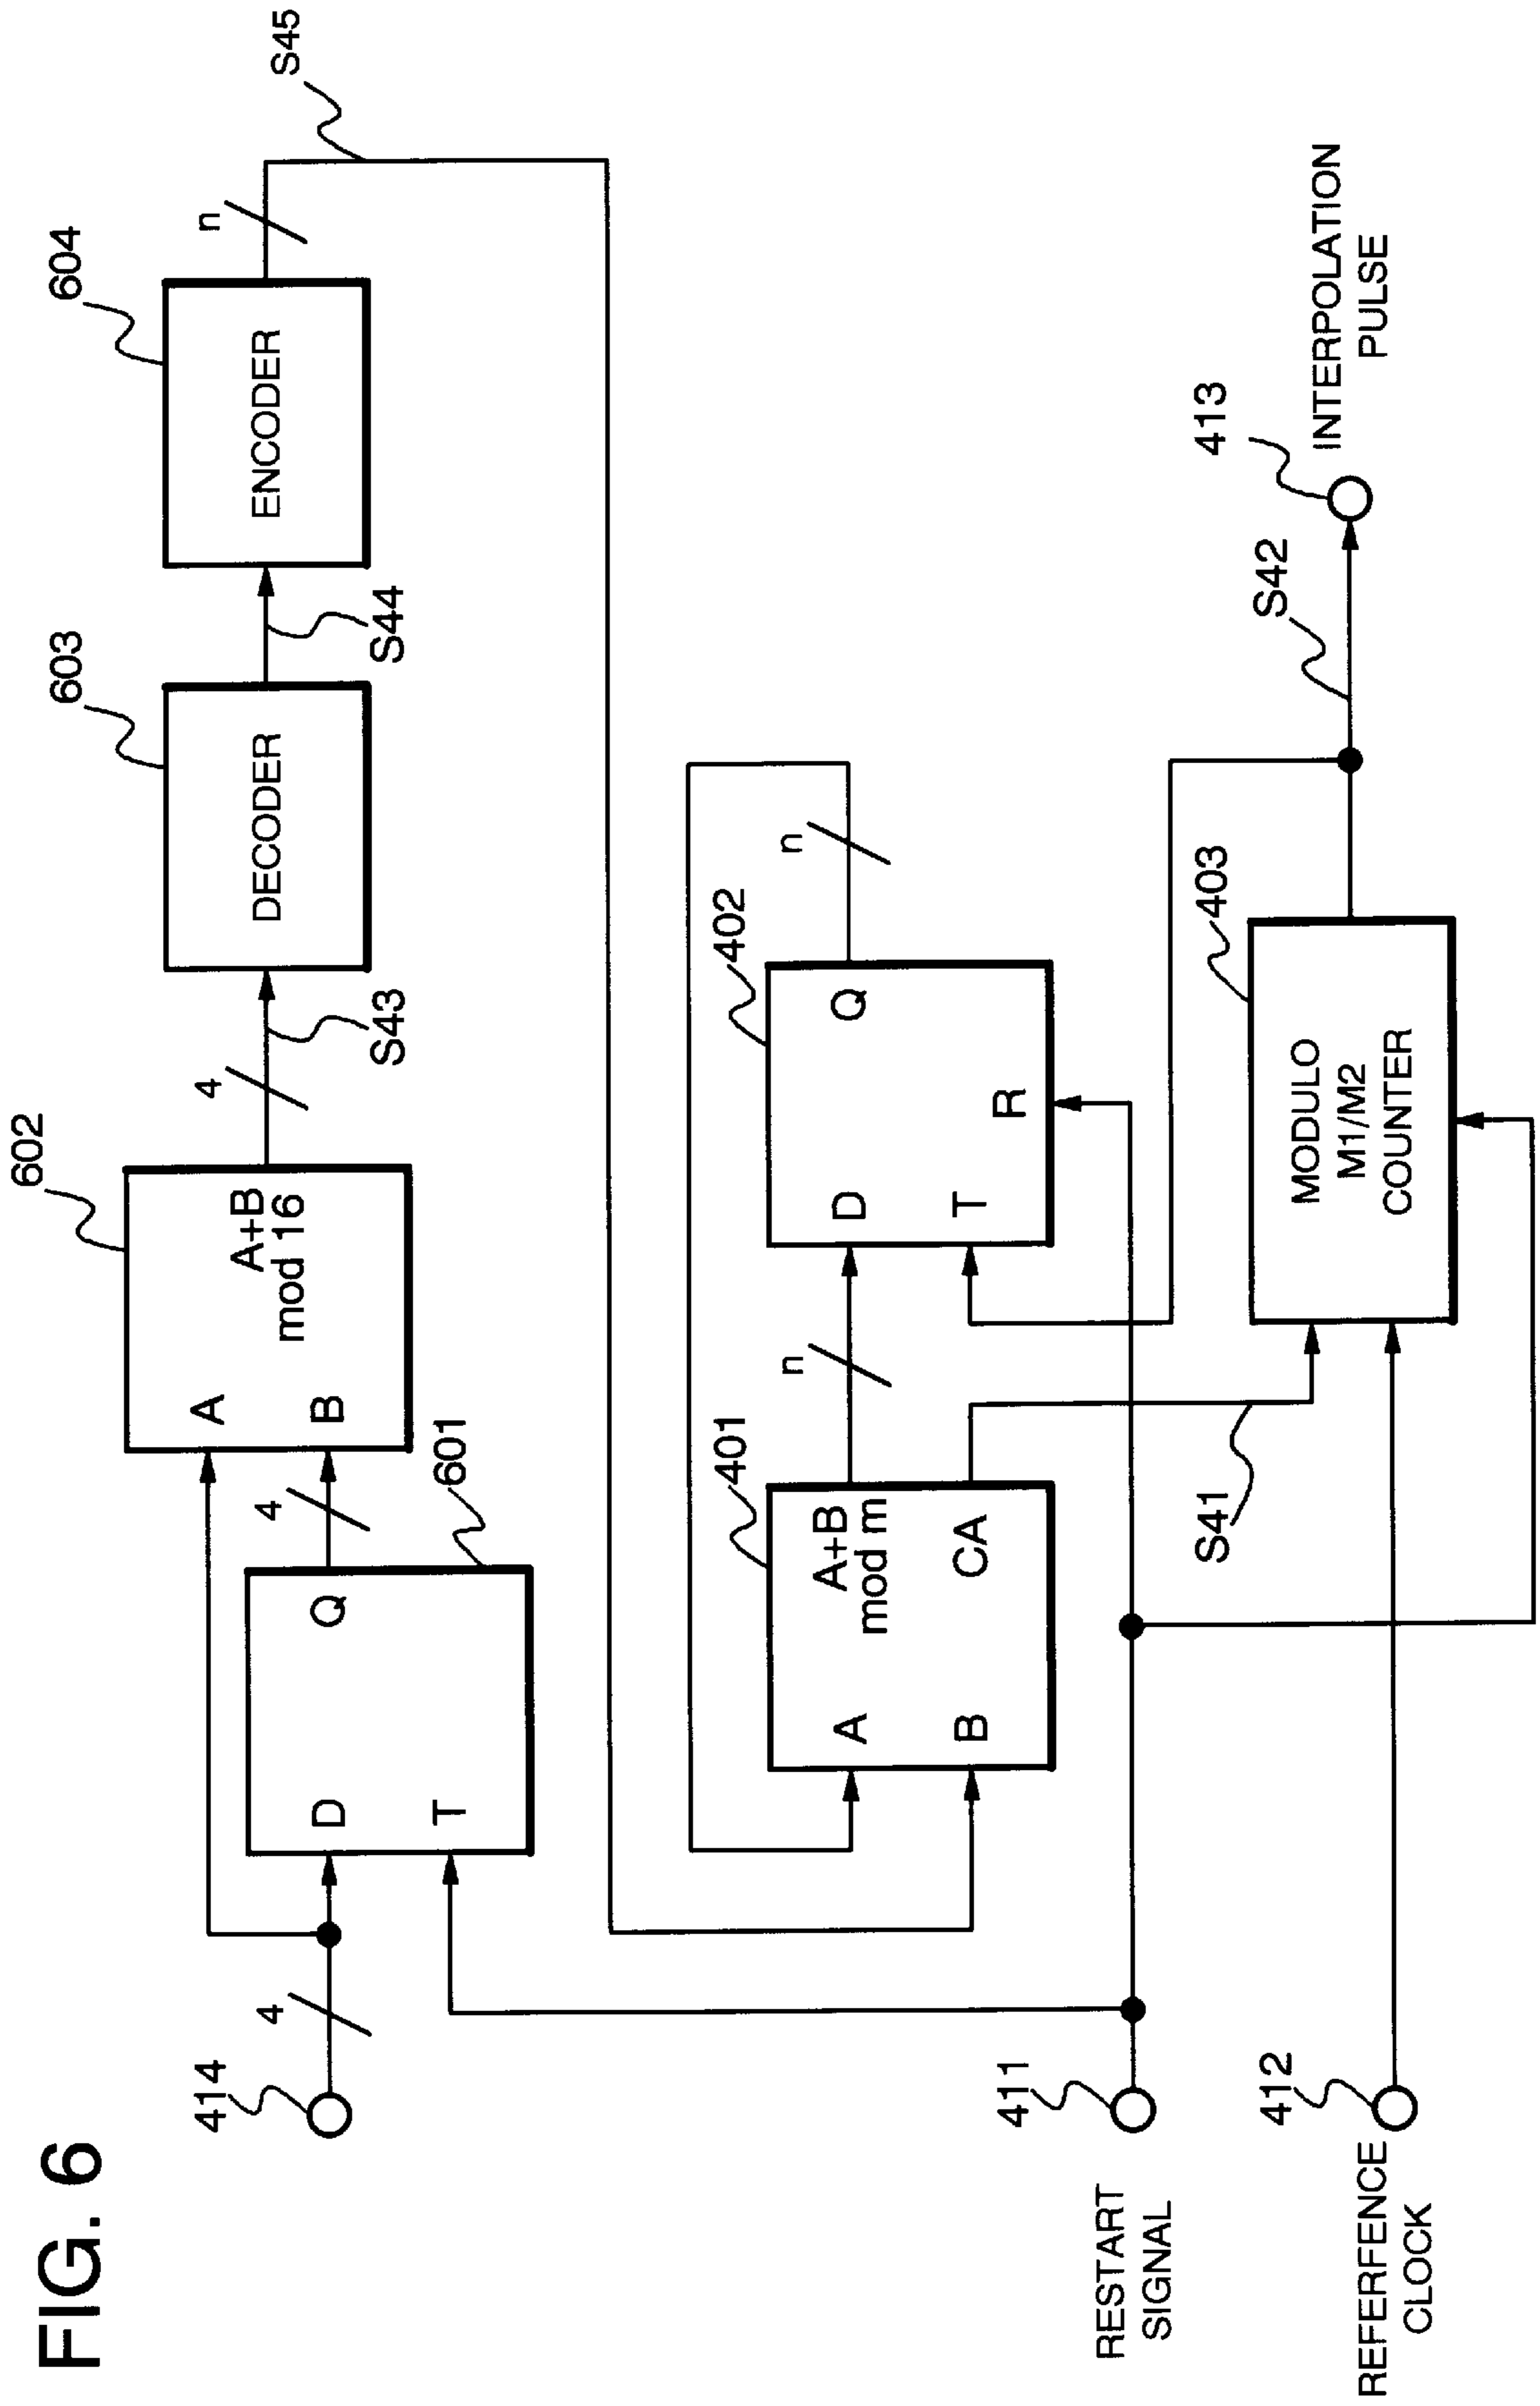 FIG. 6
414
4
D
T
Q
601
4
A
B
A+B
mod 16
602
4
S43
DECODER
603
S44
ENCODER
604
n
S45
A
B
A+B
mod m
CA
401
n
D
T
Q
R
402
n
S41
RESTART
SIGNAL
411
REFERFENCE
CLOCK
412
MODULO
M1/M2
COUNTER
403
S42
413
INTERPOLATION
PULSE